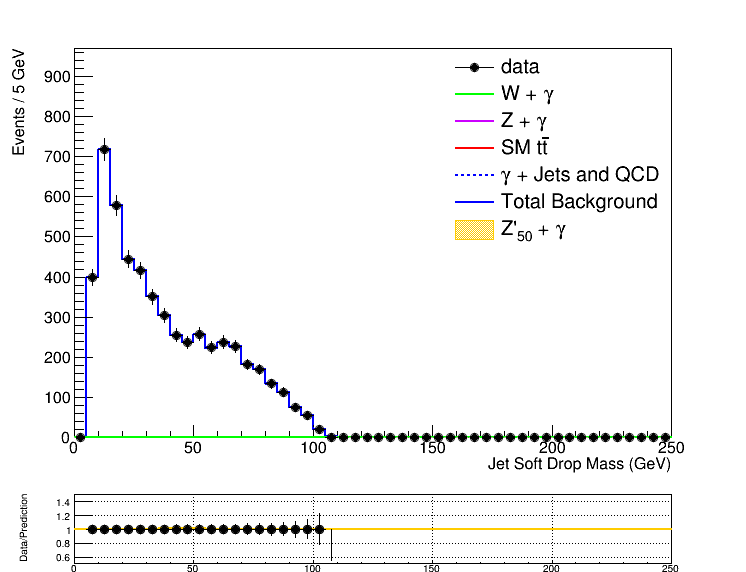 Events / 5 GeV
900
800
700
600
500
400
300
200
100
0
data
W + γ
Z + γ
SM tt̄
γ + Jets and QCD
Total Background
Z'₅₀ + γ
0 50 100 150 200 250
Jet Soft Drop Mass (GeV)
Data/Prediction
1.4
1.2
1
0.8
0.6
0 50 100 150 200 250